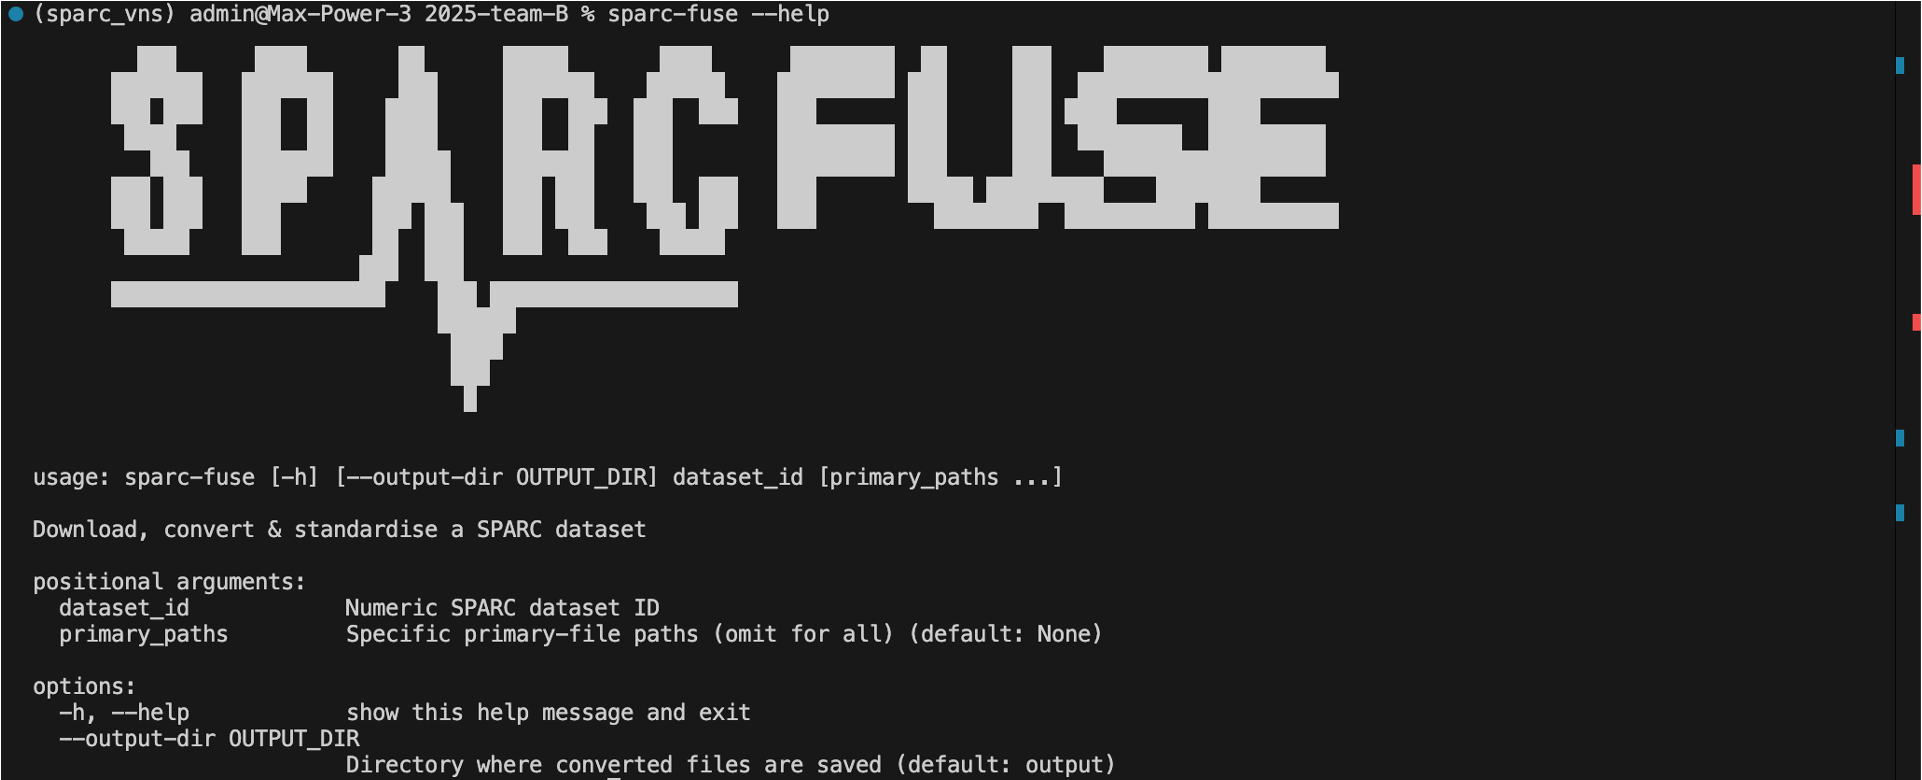 (sparc_vns) admin@Max-Power-3 2025-team-B % sparc-fuse --help
SPARC FUSE
usage: sparc-fuse [-h] [--output-dir OUTPUT_DIR] dataset_id [primary_paths ...]
Download, convert & standardise a SPARC dataset
positional arguments:
dataset_id Numeric SPARC dataset ID
primary_paths Specific primary-file paths (omit for all) (default: None)
options:
-h, --help show this help message and exit
--output-dir OUTPUT_DIR
Directory where converted files are saved (default: output)